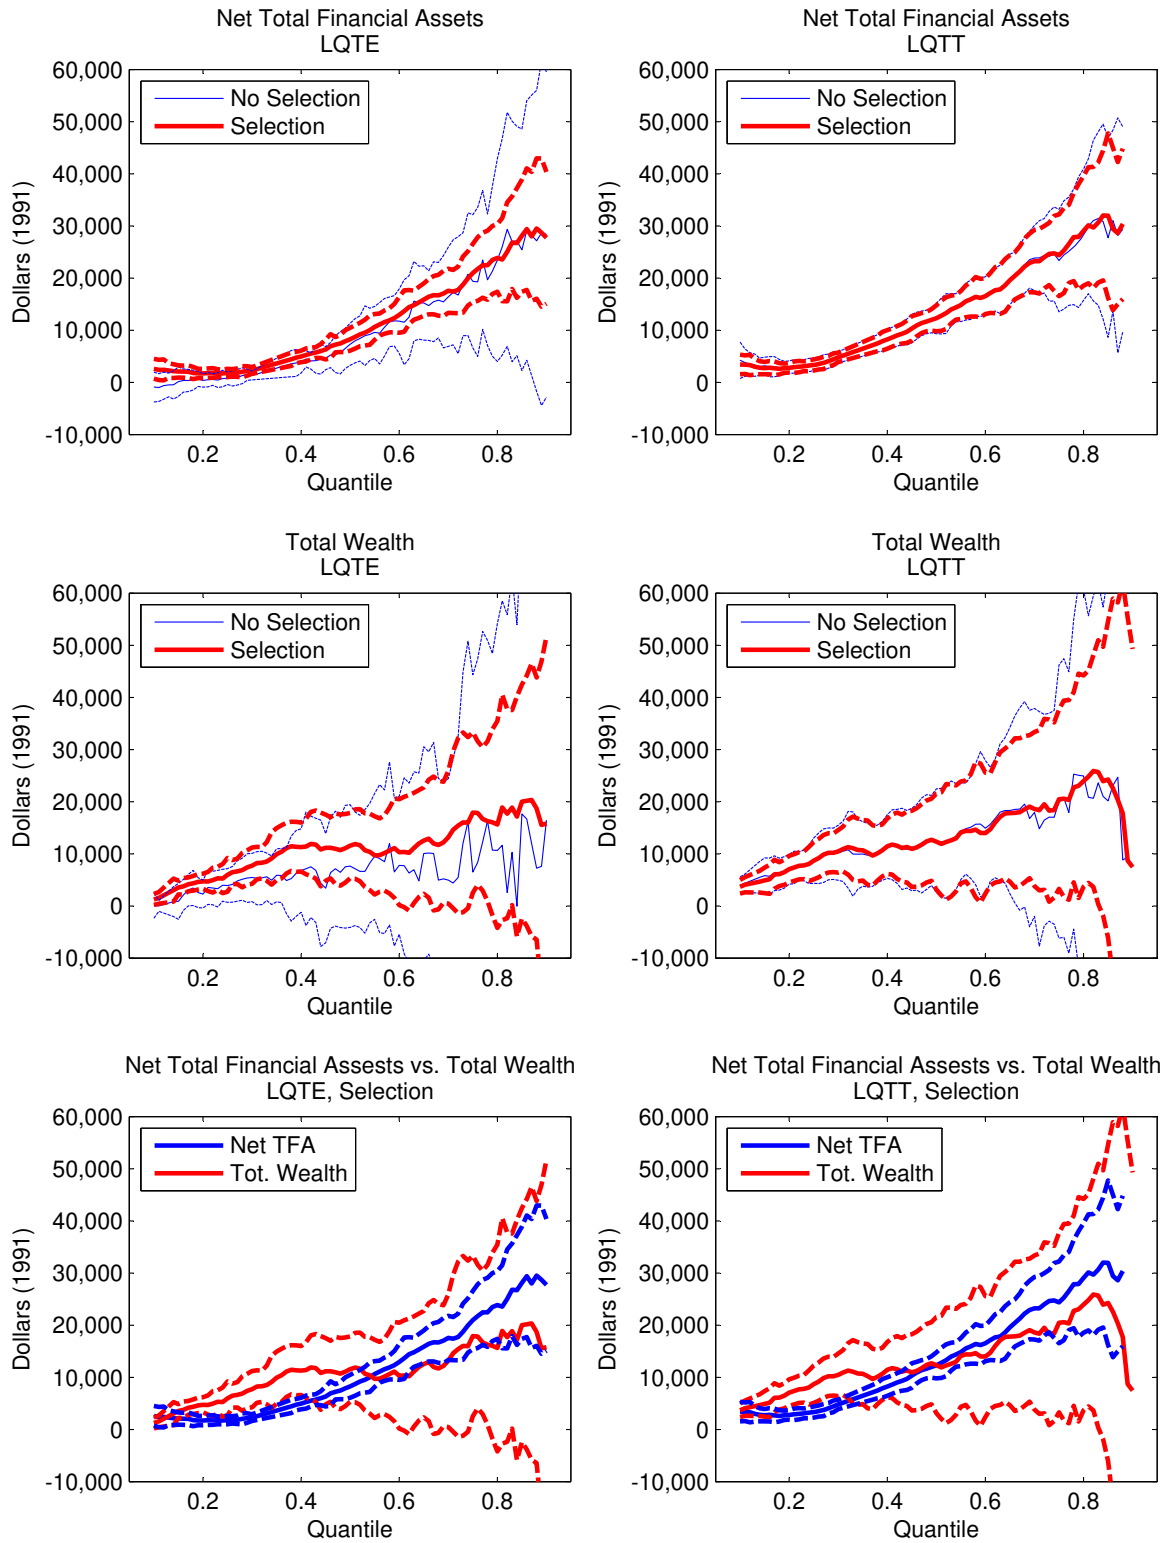 Net Total Financial Assets
LQTE
60,000
50,000
40,000
30,000
20,000
10,000
0
-10,000
Dollars (1991)
No Selection
Selection
0.2
0.4
0.6
0.8
Quantile
Net Total Financial Assets
LQTT
60,000
50,000
40,000
30,000
20,000
10,000
0
-10,000
Dollars (1991)
No Selection
Selection
0.2
0.4
0.6
0.8
Quantile
Total Wealth
LQTE
60,000
50,000
40,000
30,000
20,000
10,000
0
-10,000
Dollars (1991)
No Selection
Selection
0.2
0.4
0.6
0.8
Quantile
Total Wealth
LQTT
60,000
50,000
40,000
30,000
20,000
10,000
0
-10,000
Dollars (1991)
No Selection
Selection
0.2
0.4
0.6
0.8
Quantile
Net Total Financial Assests vs. Total Wealth
LQTE, Selection
60,000
50,000
40,000
30,000
20,000
10,000
0
-10,000
Dollars (1991)
Net TFA
Tot. Wealth
0.2
0.4
0.6
0.8
Quantile
Net Total Financial Assests vs. Total Wealth
LQTT, Selection
60,000
50,000
40,000
30,000
20,000
10,000
0
-10,000
Dollars (1991)
Net TFA
Tot. Wealth
0.2
0.4
0.6
0.8
Quantile